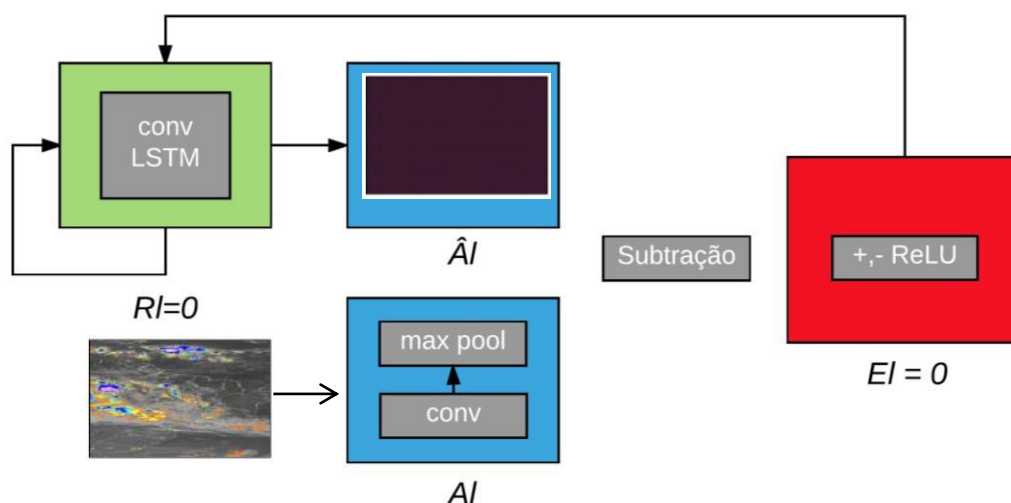 conv
LSTM
Âl
Subtração
+,- ReLU
Rl=0
max pool
El = 0
conv
Al